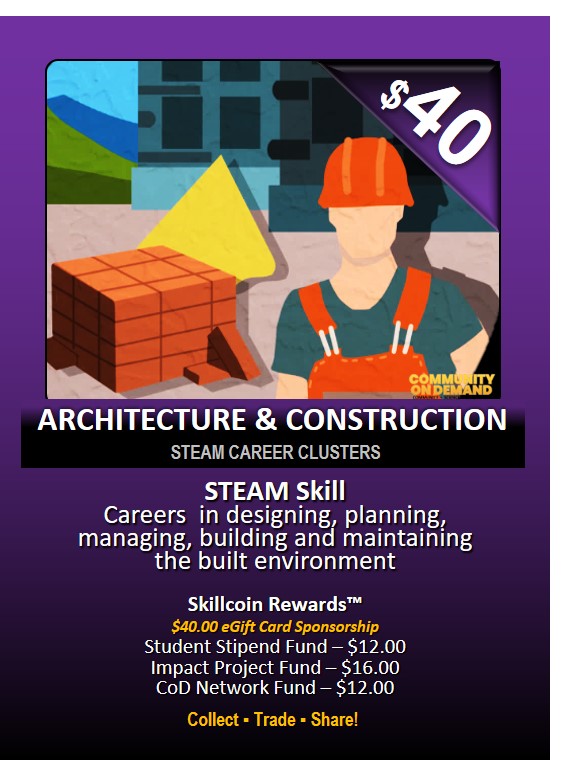 $40
COMMUNITY
ON DEMAND
ARCHITECTURE & CONSTRUCTION
STEAM CAREER CLUSTERS
STEAM Skill
Careers in designing, planning,
managing, building and maintaining
the built environment
Skillcoin Rewards™
$40.00 eGift Card Sponsorship
Student Stipend Fund – $12.00
Impact Project Fund – $16.00
CoD Network Fund – $12.00
Collect ▪ Trade ▪ Share!